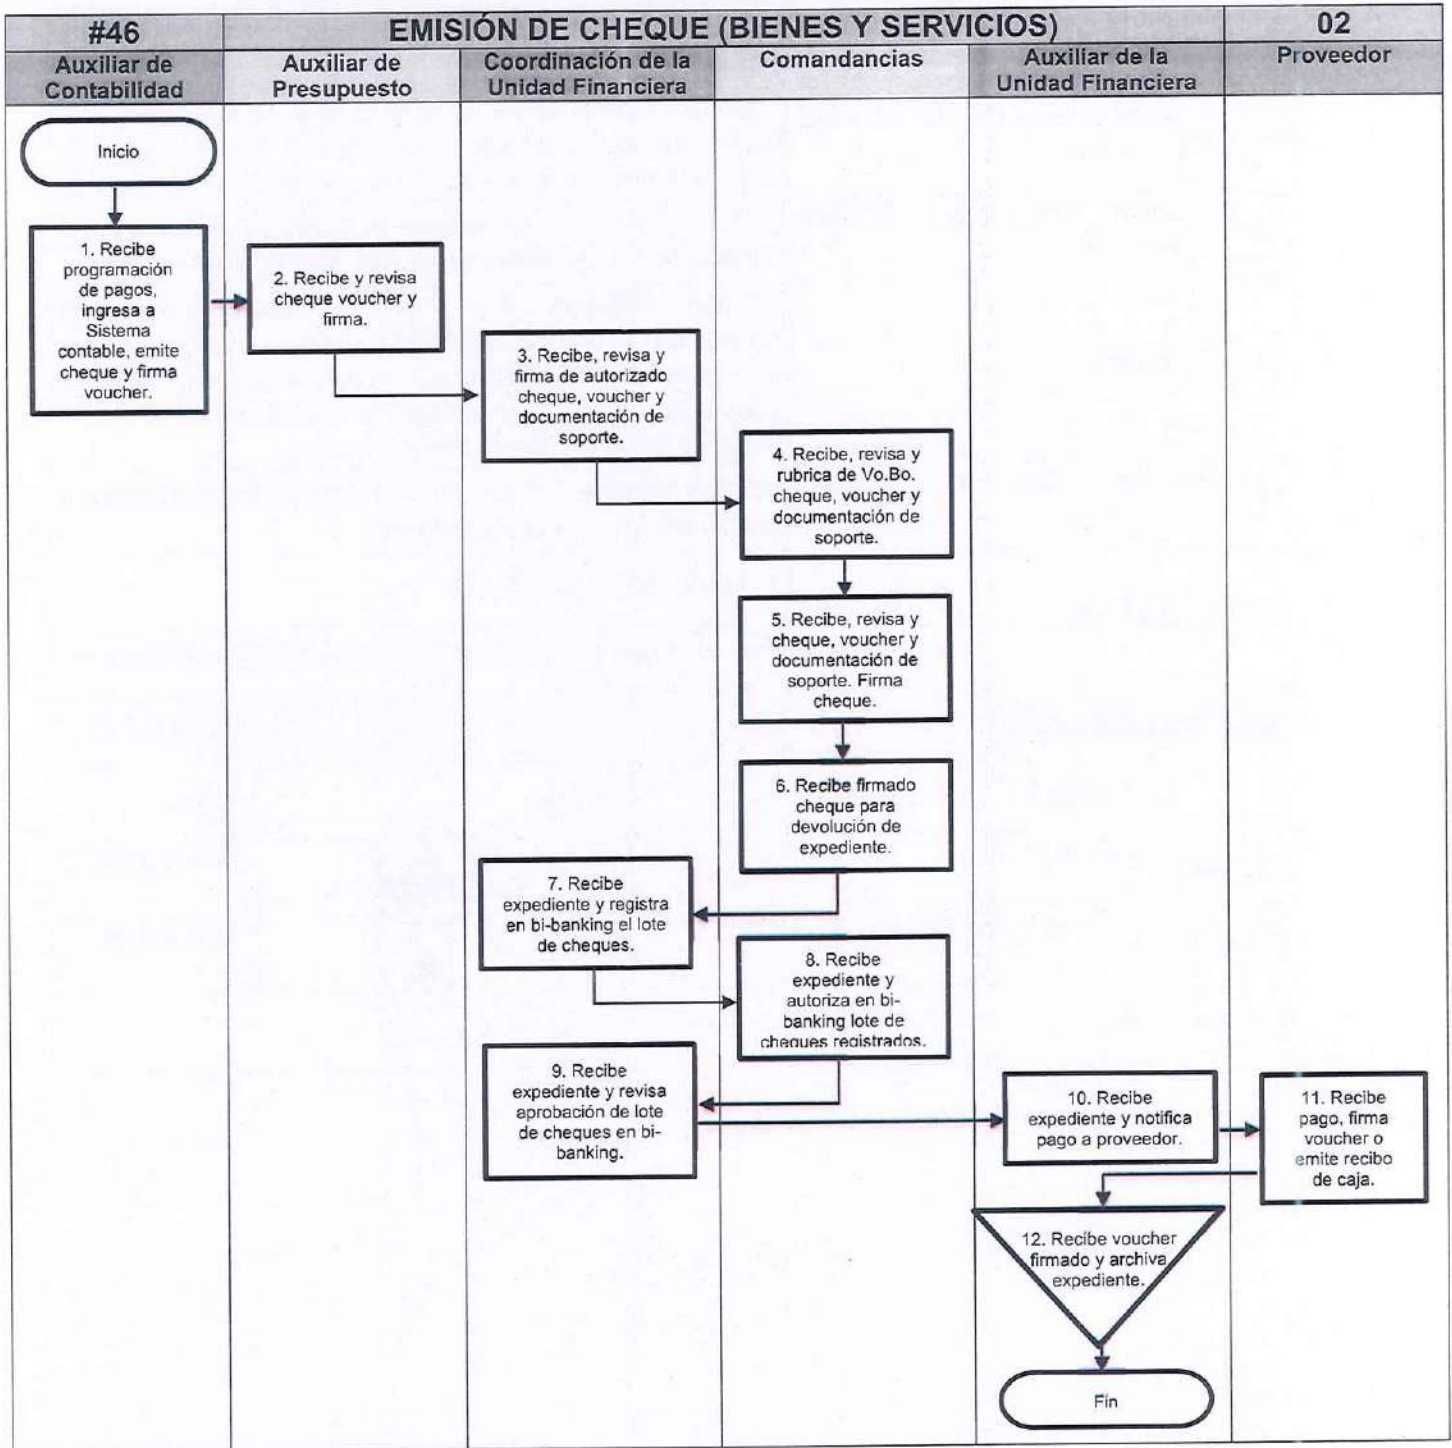 #46
EMISIÓN DE CHEQUE (BIENES Y SERVICIOS)
02
Auxiliar de
Contabilidad
Auxiliar de
Presupuesto
Coordinación de la
Unidad Financiera
Comandancias
Auxiliar de la
Unidad Financiera
Proveedor
Inicio
1. Recibe
programación
de pagos,
ingresa a
Sistema
contable, emite
cheque y firma
voucher.
2. Recibe y revisa
cheque voucher y
firma.
3. Recibe, revisa y
firma de autorizado
cheque, voucher y
documentación de
soporte.
4. Recibe, revisa y
rubrica de Vo.Bo.
cheque, voucher y
documentación de
soporte.
5. Recibe, revisa y
cheque, voucher y
documentación de
soporte. Firma
cheque.
6. Recibe firmado
cheque para
devolución de
expediente.
7. Recibe
expediente y registra
en bi-banking el lote
de cheques.
8. Recibe
expediente y
autoriza en bi-
banking lote de
cheques registrados.
9. Recibe
expediente y revisa
aprobación de lote
de cheques en bi-
banking.
10. Recibe
expediente y notifica
pago a proveedor.
11. Recibe
pago, firma
voucher o
emite recibo
de caja.
12. Recibe voucher
firmado y archiva
expediente.
Fin